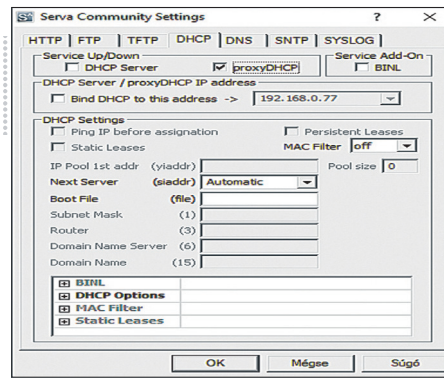 Serva Community Settings ? ×
HTTP FTP TFTP DHCP DNS SNTP SYSLOG
Service Up/Down
DHCP Server proxyDHCP
Service Add-On
BINL
DHCP Server / proxyDHCP IP address
Bind DHCP to this address -> 192.168.0.77
DHCP Settings
Ping IP before assignation Persistent Leases
Static Leases MAC Filter off
IP Pool 1st addr (yiaddr) Pool size 0
Next Server (siaddr) Automatic
Boot File (file)
Subnet Mask (1)
Router (3)
Domain Name Server (6)
Domain Name (15)
BINL
DHCP Options
MAC Filter
Static Leases
OK Mégse Súgó